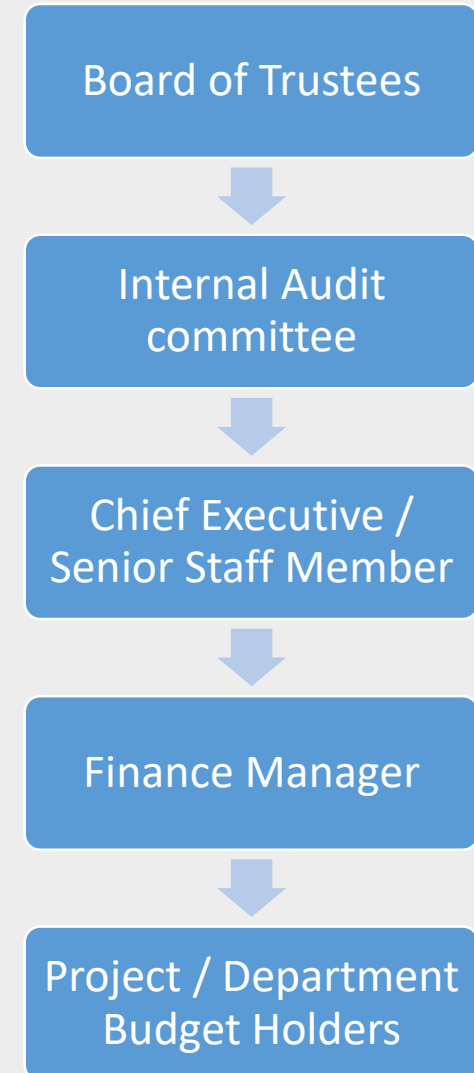 Board of Trustees
Internal Audit
committee
Chief Executive /
Senior Staff Member
Finance Manager
Project / Department
Budget Holders